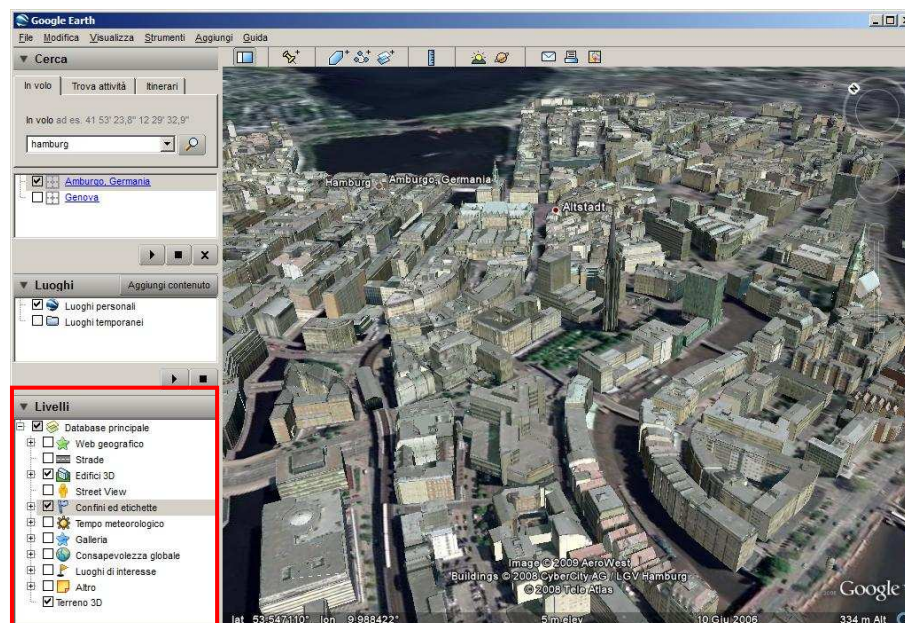 Google Earth
File Modifica Visualizza Strumenti Aggiungi Guida
Cerca
In volo Trova attività Itinerari
In volo ad es. 41 53' 23,8" 12 29' 32,9"
hamburg
Amburgo, Germania
Genova
Luoghi Aggiungi contenuto
Luoghi personali
Luoghi temporanei
Livelli
Database principale
Web geografico
Strade
Edifici 3D
Street View
Confini ed etichette
Tempo meteorologico
Galleria
Consapevolezza globale
Luoghi di interesse
Altro
Terreno 3D
Hamburg Amburgo, Germania
Altstadt
Image © 2009 AeroWest
Buildings © 2008 CyberCity AG / LGV Hamburg
© 2008 Tele Atlas
Google
lat 53.547110° lon 9.988422° 5 m elev 10 Giu 2006 334 m Alt